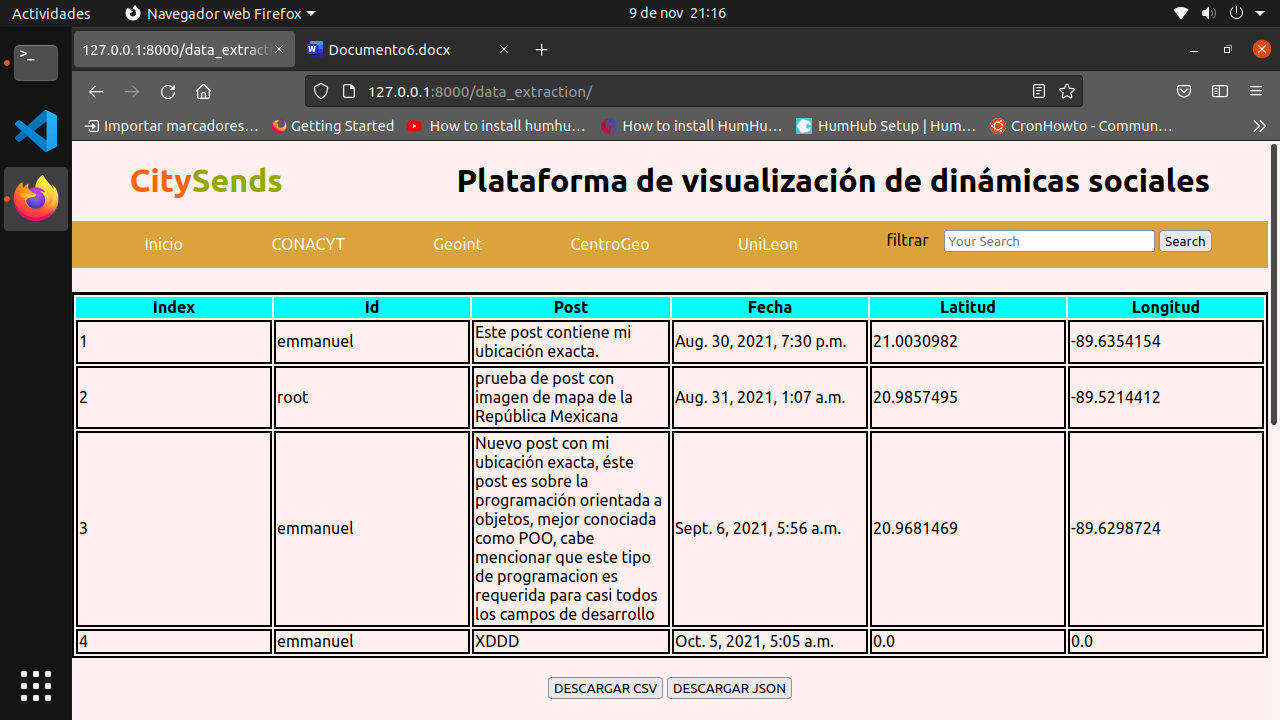 Actividades Navegador web Firefox 9 de nov 21:16
127.0.0.1:8000/data_extract Documento6.docx
127.0.0.1:8000/data_extraction/
Importar marcadores… Getting Started How to install humhu… How to install HumHu… HumHub Setup | Hum… CronHowto - Commun…
CitySends Plataforma de visualización de dinámicas sociales
Inicio CONACYT Geoint CentroGeo UniLeon filtrar Your Search Search
Index Id Post Fecha Latitud Longitud
1 emmanuel Este post contiene mi
ubicación exacta. Aug. 30, 2021, 7:30 p.m. 21.0030982 -89.6354154
2 root prueba de post con
imagen de mapa de la
República Mexicana Aug. 31, 2021, 1:07 a.m. 20.9857495 -89.5214412
3 emmanuel Nuevo post con mi
ubicación exacta, éste
post es sobre la
programación orientada a
objetos, mejor conociada
como POO, cabe
mencionar que este tipo
de programacion es
requerida para casi todos
los campos de desarrollo Sept. 6, 2021, 5:56 a.m. 20.9681469 -89.6298724
4 emmanuel XDDD Oct. 5, 2021, 5:05 a.m. 0.0 0.0
DESCARGAR CSV DESCARGAR JSON